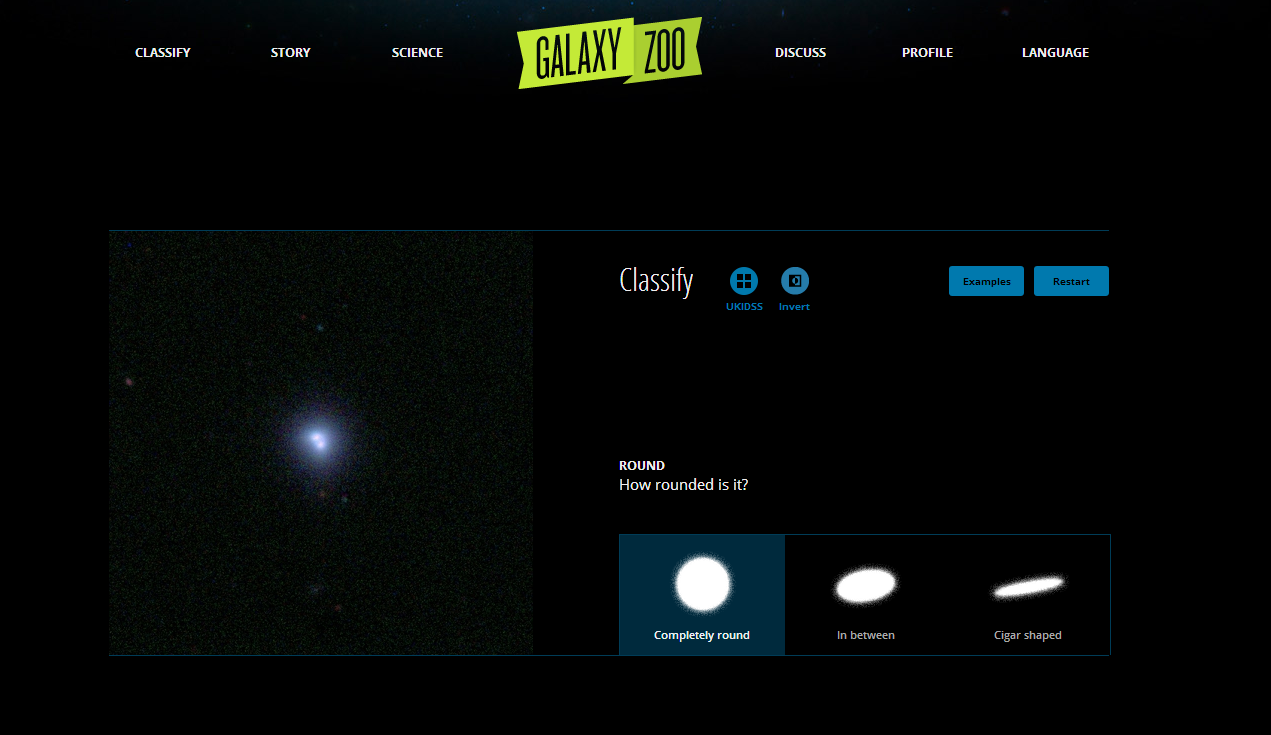 CLASSIFY STORY SCIENCE GALAXY ZOO DISCUSS PROFILE LANGUAGE
Classify
UKIDSS
Invert
Examples
Restart
ROUND
How rounded is it?
Completely round
In between
Cigar shaped